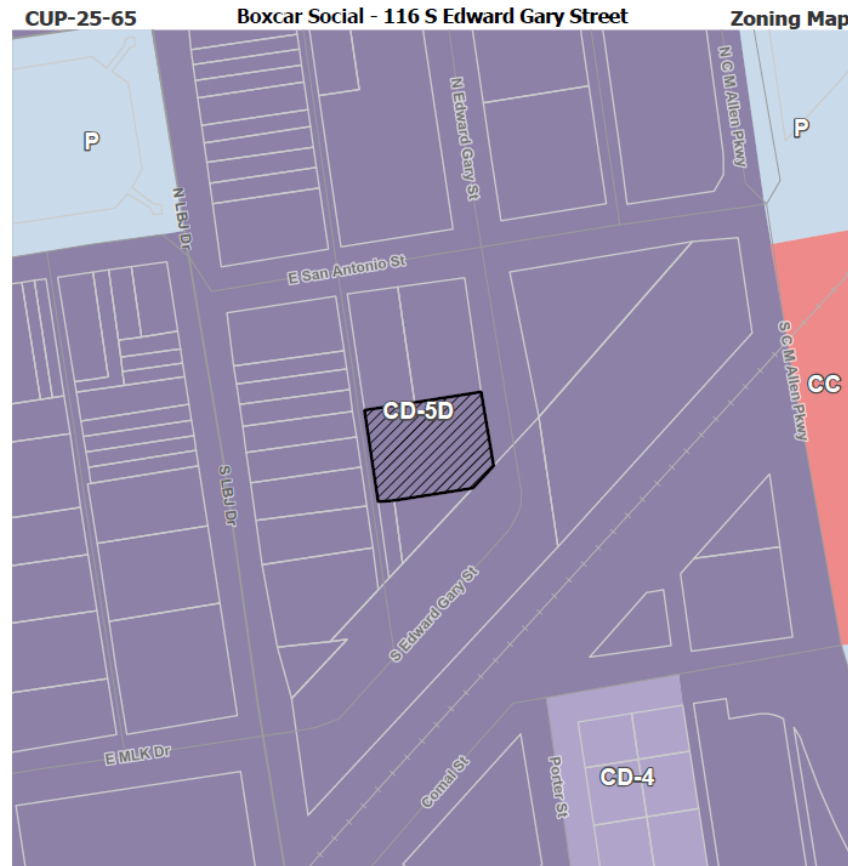 CUP-25-65
Boxcar Social - 116 S Edward Gary Street
Zoning Map
P
N LBJ Dr
N Edward Gary St
N C M Allen Pkwy
P
E San Antonio St
CD-5D
S C M Allen Pkwy
CC
S LBJ Dr
S Edward Gary St
E MLK Dr
Comal St
Porter St
CD-4